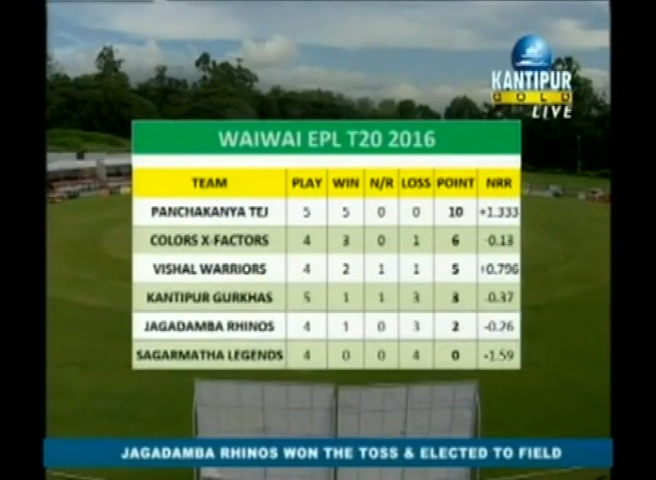 KANTIPUR
GOLD
LIVE
WAIWAI EPL T20 2016
TEAM PLAY WIN N/R LOSS POINT NRR
PANCHAKANYA TEJ 5 5 0 0 10 +1.333
COLORS X-FACTORS 4 3 0 1 6 -0.13
VISHAL WARRIORS 4 2 1 1 5 +0.796
KANTIPUR GURKHAS 5 1 1 3 3 -0.37
JAGADAMBA RHINOS 4 1 0 3 2 -0.26
SAGARMATHA LEGENDS 4 0 0 4 0 -1.59
JAGADAMBA RHINOS WON THE TOSS & ELECTED TO FIELD